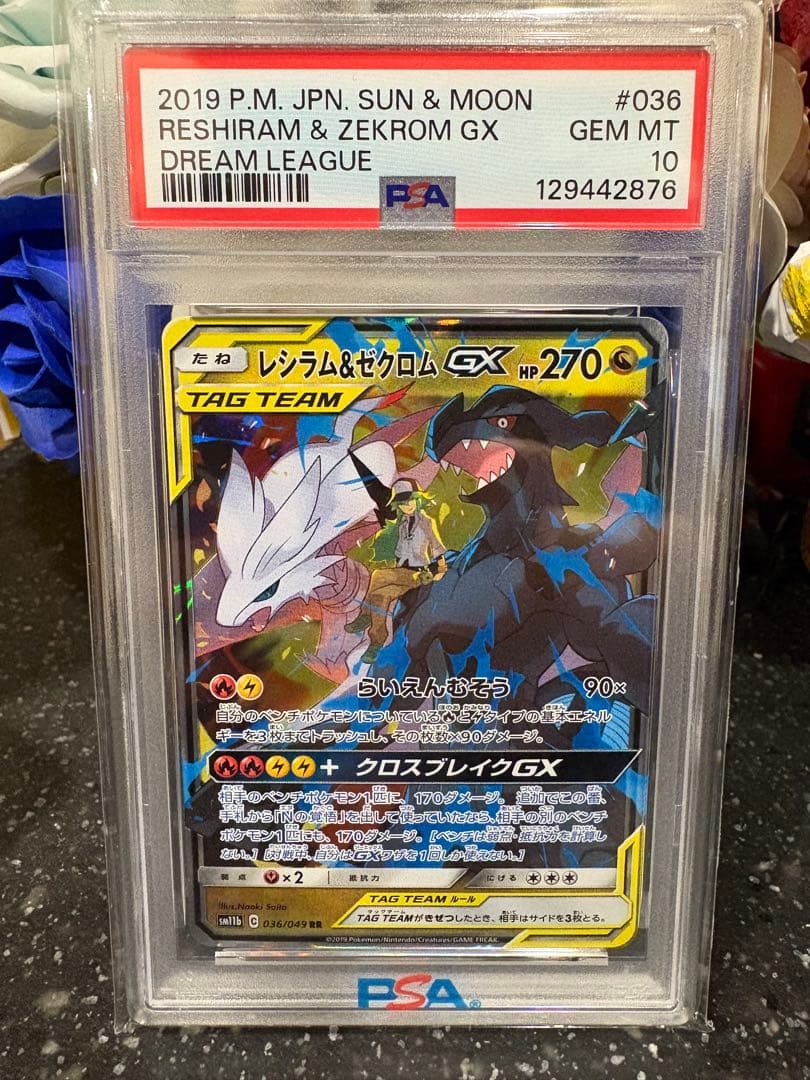 2019 P.M. JPN. SUN & MOON #036
RESHIRAM & ZEKROM GX GEM MT
DREAM LEAGUE 10
PSA 129442876
たね レシラム&ゼクロムGX HP270
TAG TEAM
らいえんむそう 90×
自分のベンチポケモンについている🔥と⚡タイプの基本エネル
ギーを3枚までトラッシュし、その枚数×90ダメージ。
+ クロスブレイクGX
相手のベンチポケモン1匹に、170ダメージ。追加でこの番、
手札から「Nの覚悟」を出して使っていたなら、相手の別のベンチ
ポケモン1匹にも、170ダメージ。[ベンチは弱点・抵抗力を計算し
ない。] [対戦中、自分はGXワザを1回しか使えない。]
弱点 ×2 抵抗力 にげる
Illus. Naoki Saito
TAG TEAM ルール
TAG TEAMがきぜつしたとき、相手はサイドを3枚とる。
sm11b C 036/049 RR
©2019 Pokémon/Nintendo/Creatures/GAME FREAK.
PSA®